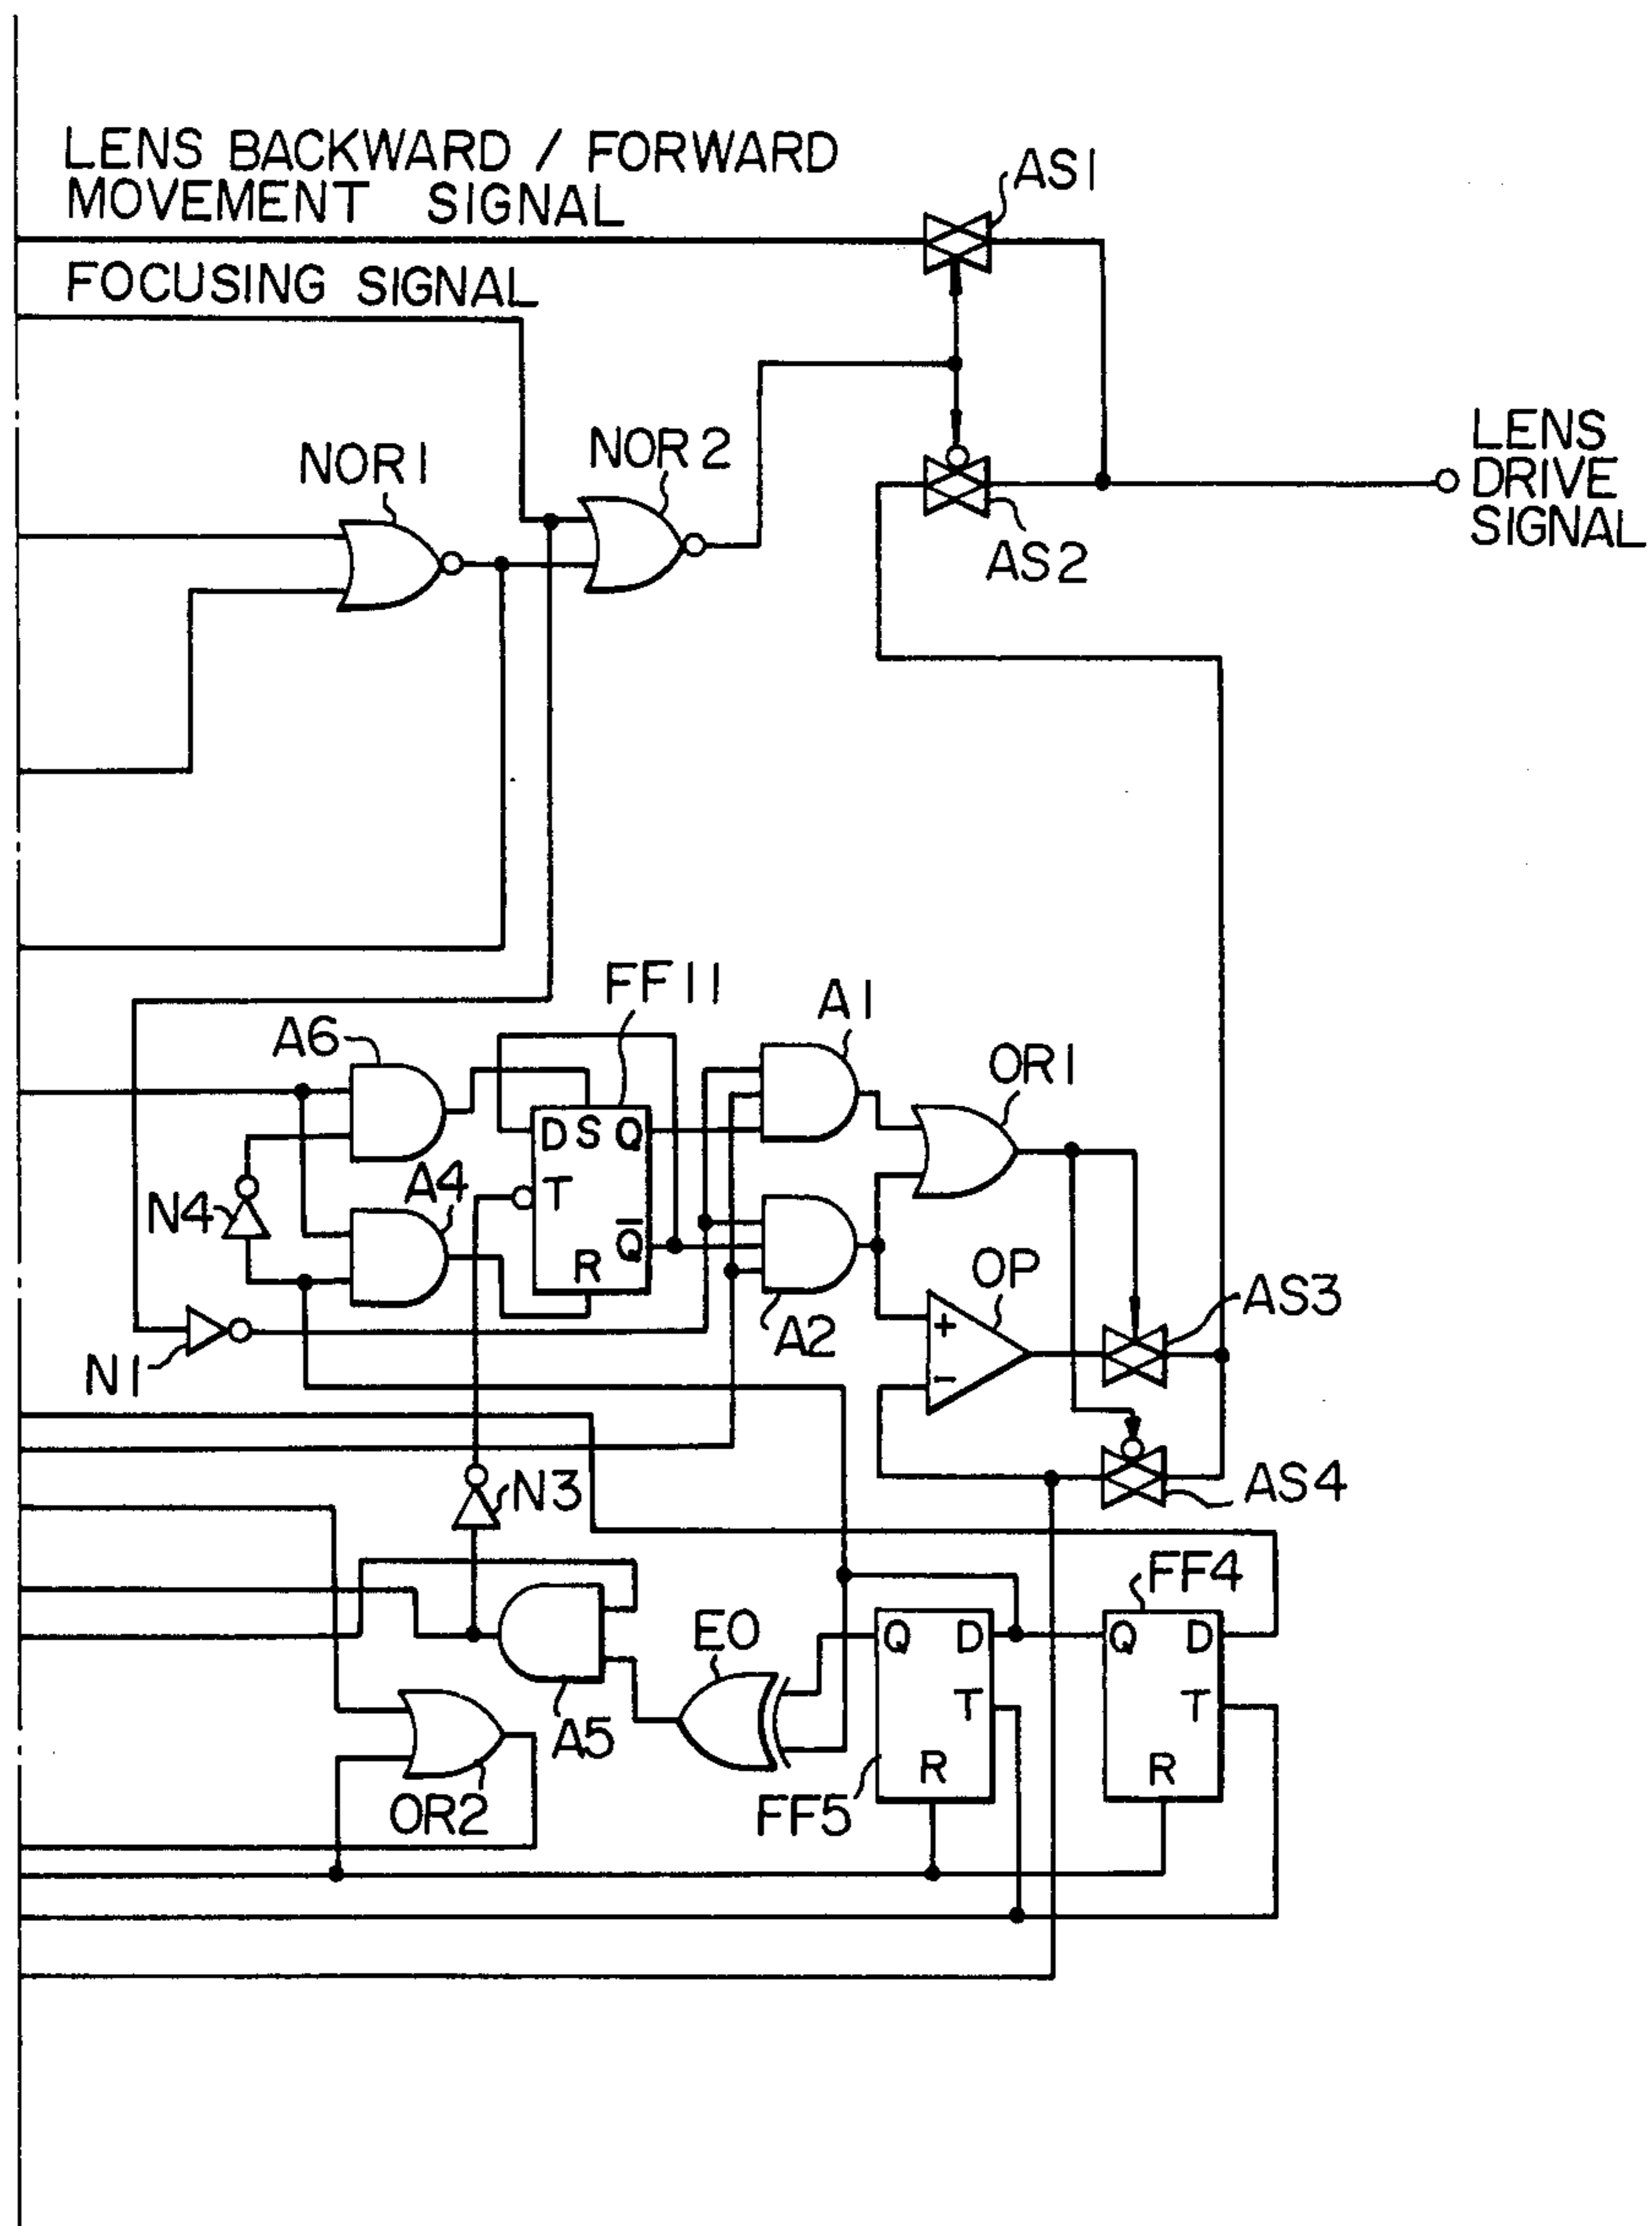 LENS BACKWARD / FORWARD
MOVEMENT SIGNAL
AS1
FOCUSING SIGNAL
NOR1
NOR2
LENS
DRIVE
SIGNAL
AS2
FF11
A1
A6
OR1
D S Q
A4
N4
T
Q̅
R
OP
AS3
+
A2
N1
-
N3
AS4
FF4
EO
Q D
Q D
T
T
A5
R
R
OR2
FF5